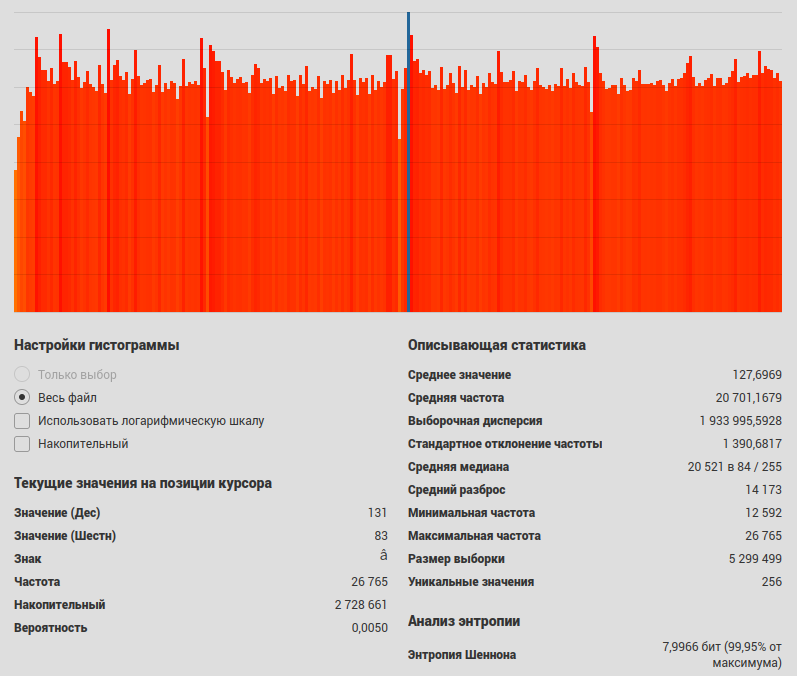 Настройки гистограммы
Только выбор
Весь файл
Использовать логарифмическую шкалу
Накопительный
Текущие значения на позиции курсора
Значение (Дес) 131
Значение (Шестн) 83
Знак â
Частота 26 765
Накопительный 2 728 661
Вероятность 0,0050
Описывающая статистика
Среднее значение 127,6969
Средняя частота 20 701,1679
Выборочная дисперсия 1 933 995,5928
Стандартное отклонение частоты 1 390,6817
Средняя медиана 20 521 в 84 / 255
Средний разброс 14 173
Минимальная частота 12 592
Максимальная частота 26 765
Размер выборки 5 299 499
Уникальные значения 256
Анализ энтропии
Энтропия Шеннона 7,9966 бит (99,95% от
максимума)